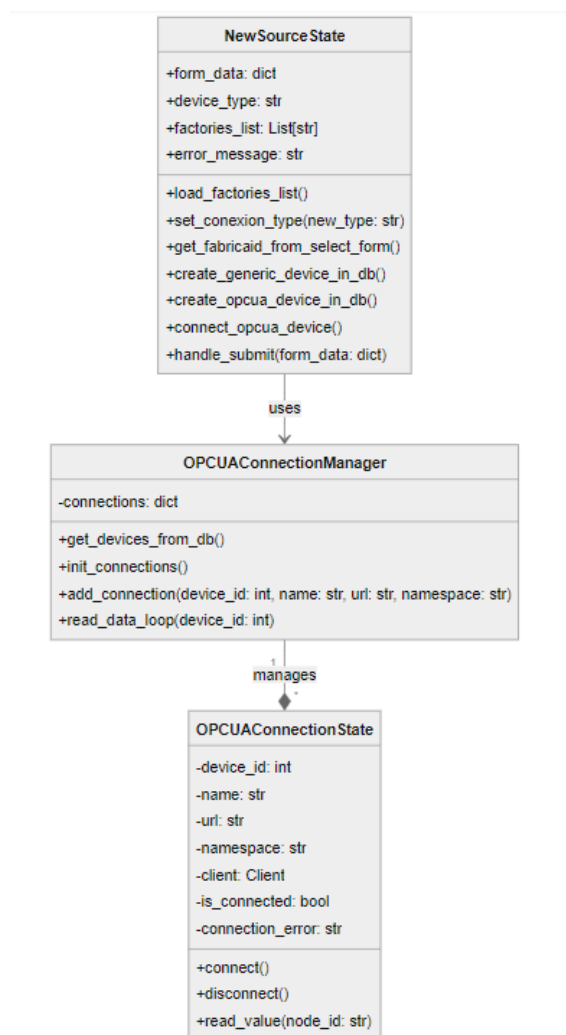 NewSourceState
+form_data: dict
+device_type: str
+factories_list: List[str]
+error_message: str
+load_factories_list()
+set_conexion_type(new_type: str)
+get_fabricaid_from_select_form()
+create_generic_device_in_db()
+create_opcua_device_in_db()
+connect_opcua_device()
+handle_submit(form_data: dict)
uses
OPCUAConnectionManager
-connections: dict
+get_devices_from_db()
+init_connections()
+add_connection(device_id: int, name: str, url: str, namespace: str)
+read_data_loop(device_id: int)
1
manages
*
OPCUAConnectionState
-device_id: int
-name: str
-url: str
-namespace: str
-client: Client
-is_connected: bool
-connection_error: str
+connect()
+disconnect()
+read_value(node_id: str)